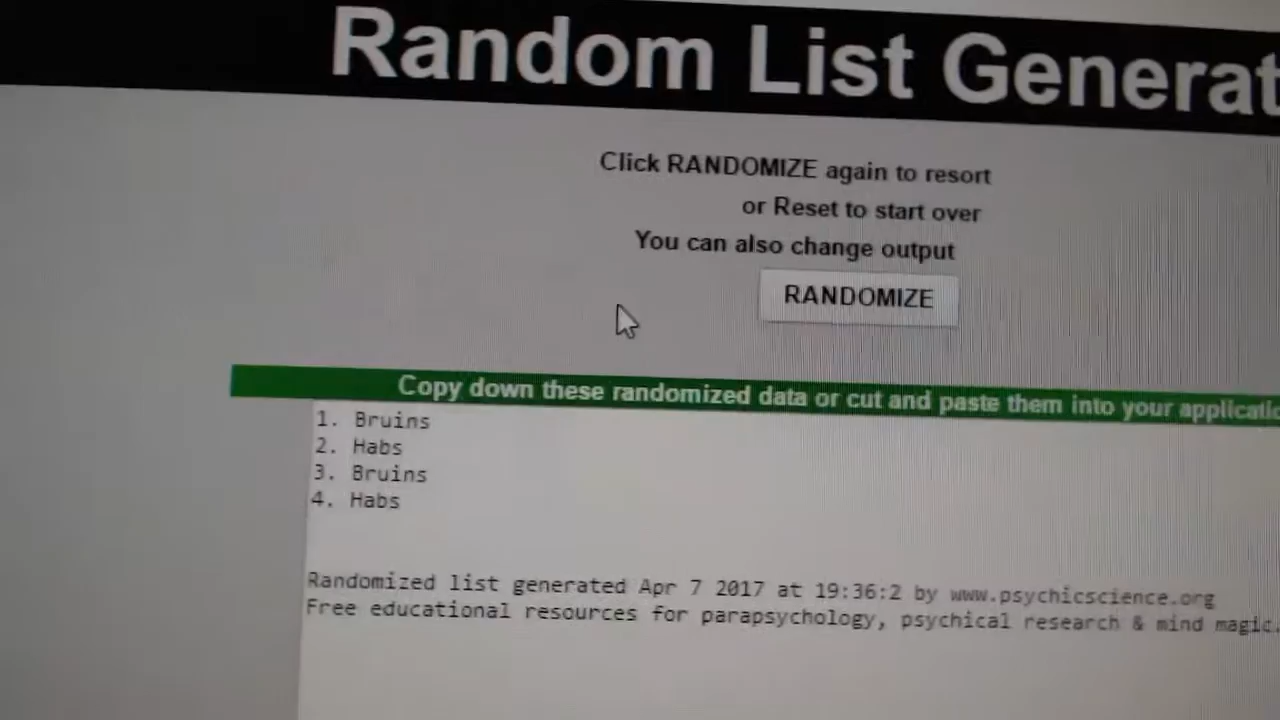 Random List Generat
Click RANDOMIZE again to resort
or Reset to start over
You can also change output
RANDOMIZE
Copy down these randomized data or cut and paste them into your applicatio
1. Bruins
2. Habs
3. Bruins
4. Habs
Randomized list generated Apr 7 2017 at 19:36:2 by www.psychicscience.org
Free educational resources for parapsychology, psychical research & mind magic.